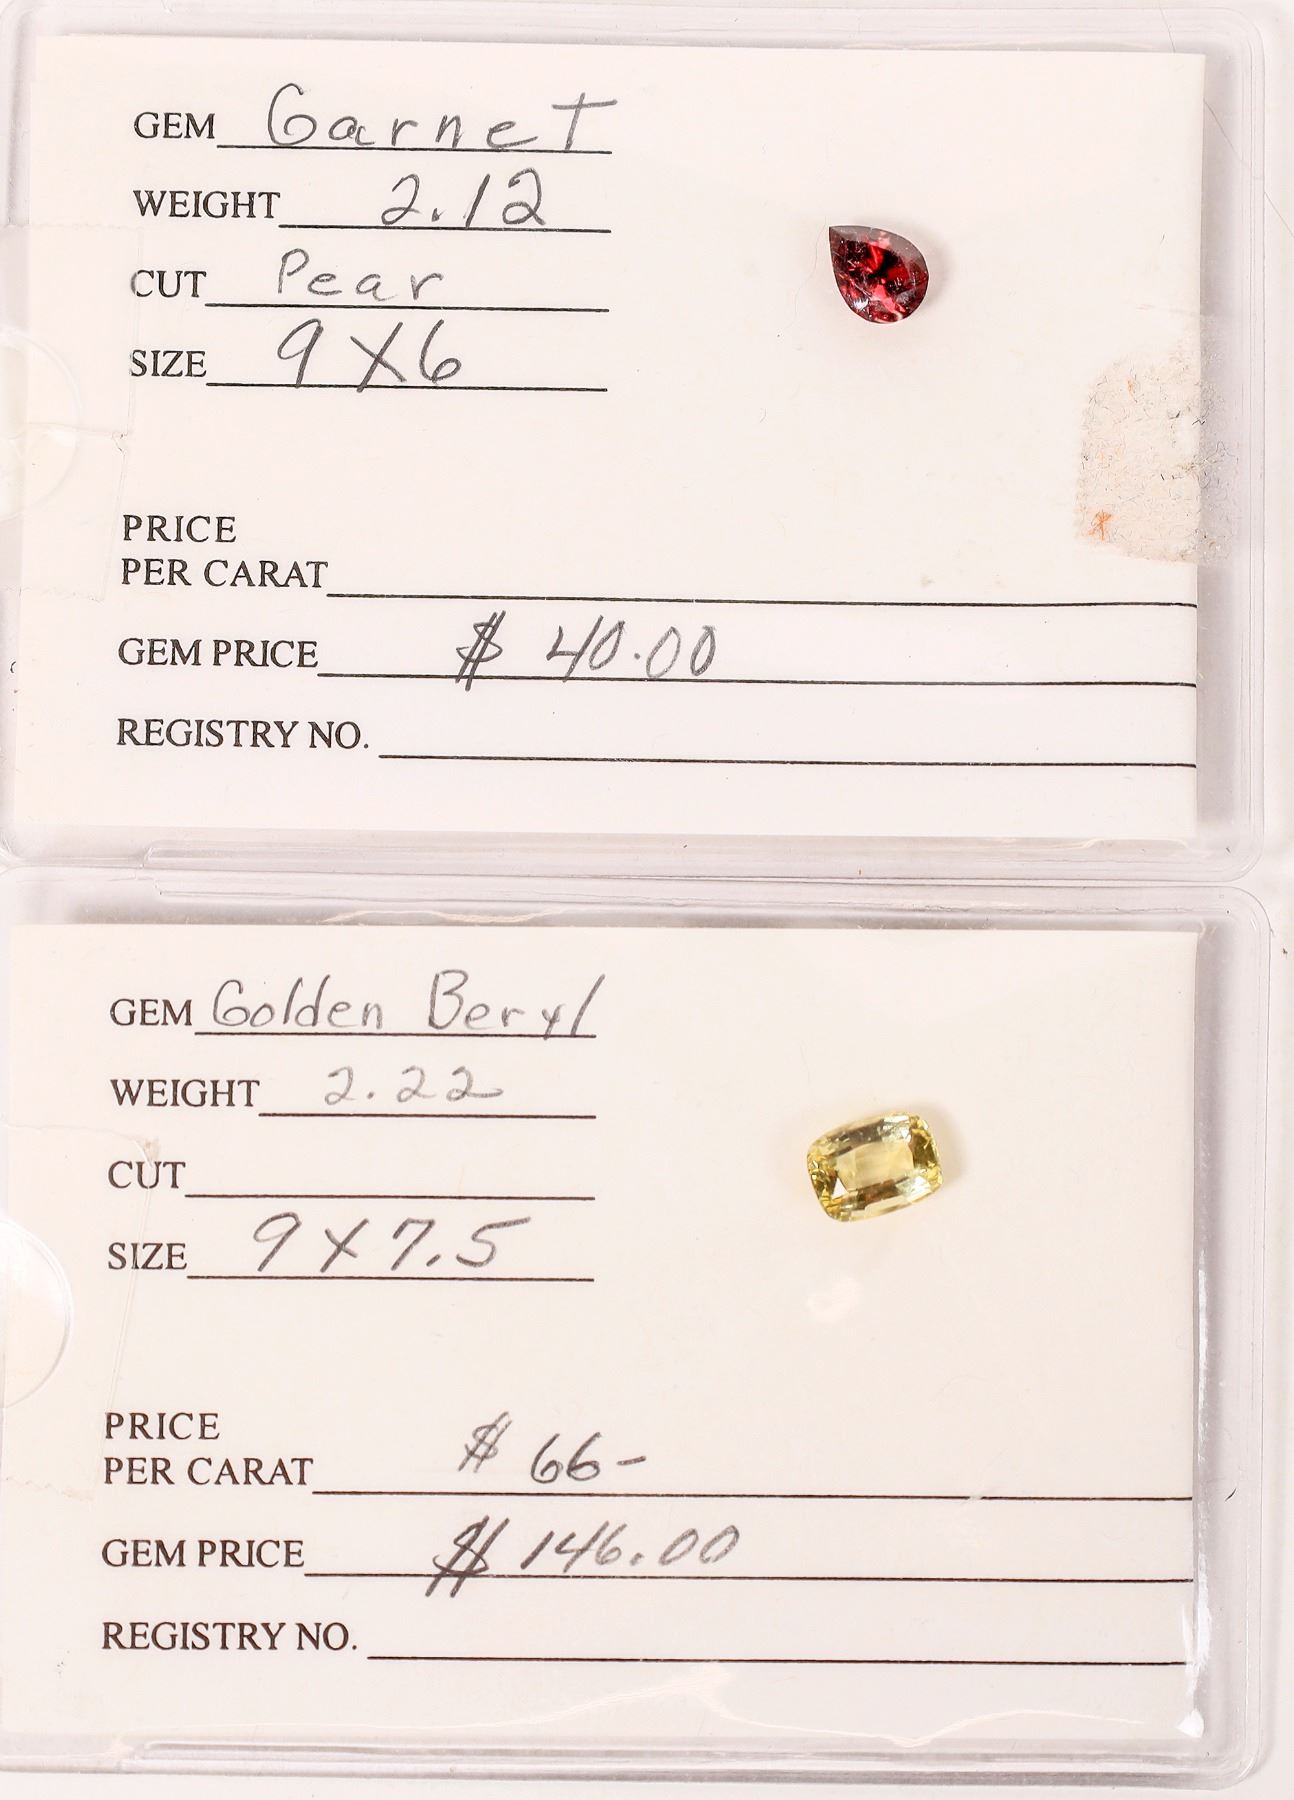 GEM Garnet
WEIGHT 2.12
CUT Pear
SIZE 9 X 6
PRICE
PER CARAT
GEM PRICE $ 40.00
REGISTRY NO.
GEM Golden Beryl
WEIGHT 2.22
CUT
SIZE 9 X 7.5
PRICE
PER CARAT $ 66-
GEM PRICE $ 146.00
REGISTRY NO.